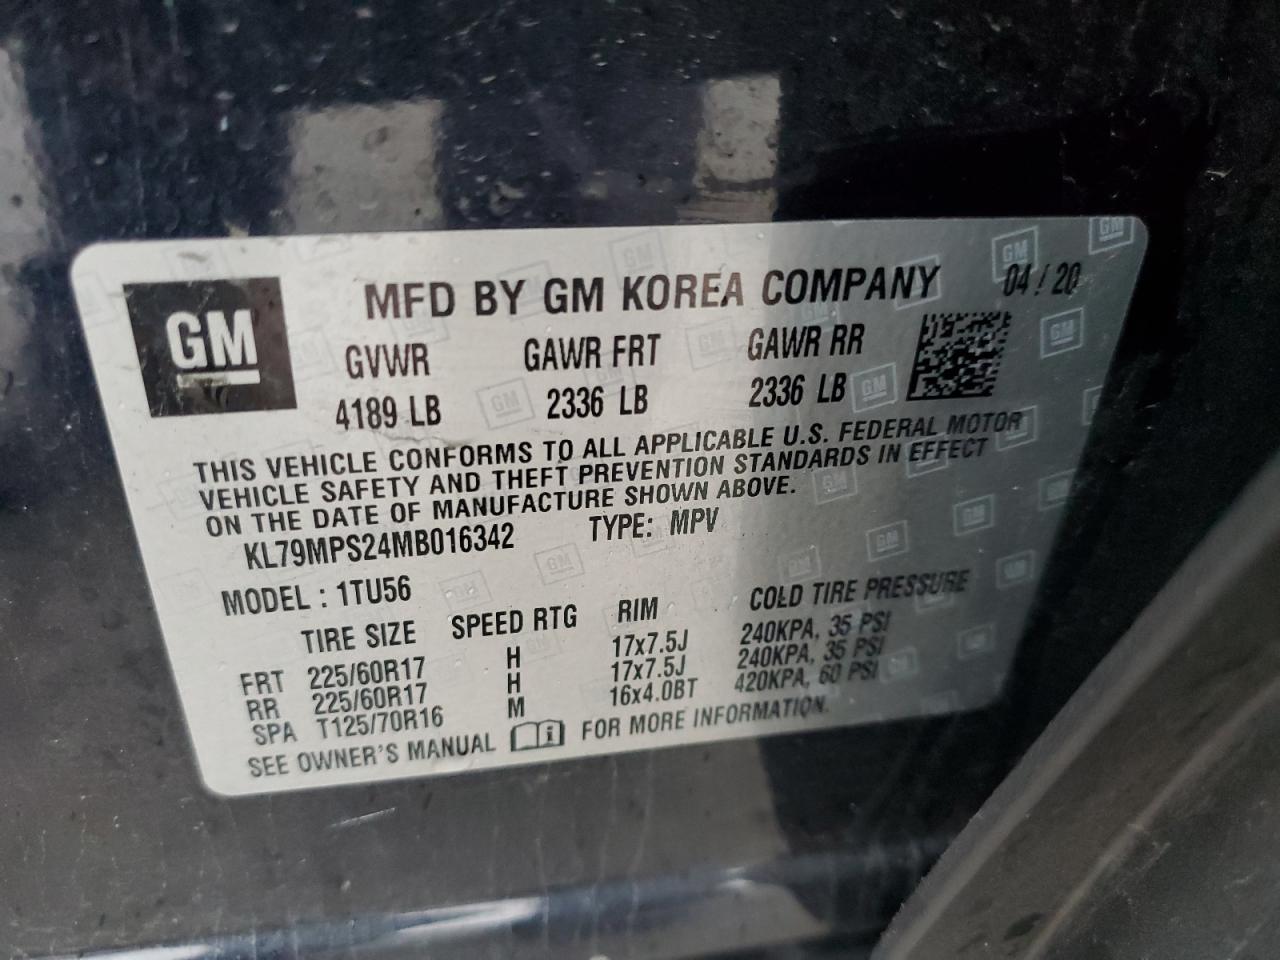 GM
MFD BY GM KOREA COMPANY 04 / 20
GVWR GAWR FRT GAWR RR
4189 LB 2336 LB 2336 LB
THIS VEHICLE CONFORMS TO ALL APPLICABLE U.S. FEDERAL MOTOR
VEHICLE SAFETY AND THEFT PREVENTION STANDARDS IN EFFECT
ON THE DATE OF MANUFACTURE SHOWN ABOVE.
KL79MPS24MB016342 TYPE: MPV
MODEL : 1TU56
TIRE SIZE SPEED RTG RIM COLD TIRE PRESSURE
FRT 225/60R17 H 17x7.5J 240KPA, 35 PSI
RR 225/60R17 H 17x7.5J 240KPA, 35 PSI
SPA T125/70R16 M 16x4.0BT 420KPA, 60 PSI
SEE OWNER'S MANUAL i FOR MORE INFORMATION.